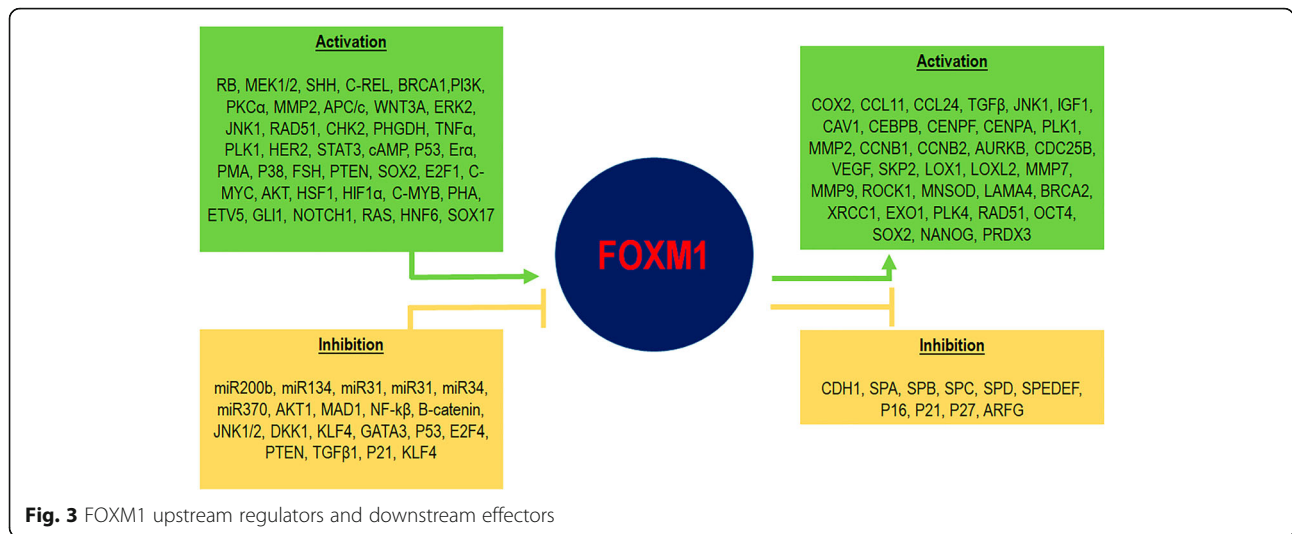 Activation
RB, MEK1/2, SHH, C-REL, BRCA1,PI3K,
PKCα, MMP2, APC/c, WNT3A, ERK2,
JNK1, RAD51, CHK2, PHGDH, TNFα,
PLK1, HER2, STAT3, cAMP, P53, Erα,
PMA, P38, FSH, PTEN, SOX2, E2F1, C-
MYC, AKT, HSF1, HIF1α, C-MYB, PHA,
ETV5, GLI1, NOTCH1, RAS, HNF6, SOX17
Inhibition
miR200b, miR134, miR31, miR31, miR34,
miR370, AKT1, MAD1, NF-kβ, B-catenin,
JNK1/2, DKK1, KLF4, GATA3, P53, E2F4,
PTEN, TGFβ1, P21, KLF4
FOXM1
Activation
COX2, CCL11, CCL24, TGFβ, JNK1, IGF1,
CAV1, CEBPB, CENPF, CENPA, PLK1,
MMP2, CCNB1, CCNB2, AURKB, CDC25B,
VEGF, SKP2, LOX1, LOXL2, MMP7,
MMP9, ROCK1, MNSOD, LAMA4, BRCA2,
XRCC1, EXO1, PLK4, RAD51, OCT4,
SOX2, NANOG, PRDX3
Inhibition
CDH1, SPA, SPB, SPC, SPD, SPEDEF,
P16, P21, P27, ARFG
Fig. 3 FOXM1 upstream regulators and downstream effectors